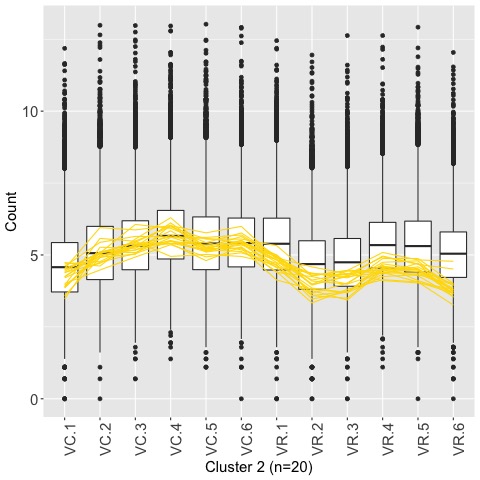 Count
10
5
0
VC.1
VC.2
VC.3
VC.4
VC.5
VC.6
VR.1
VR.2
VR.3
VR.4
VR.5
VR.6
Cluster 2 (n=20)